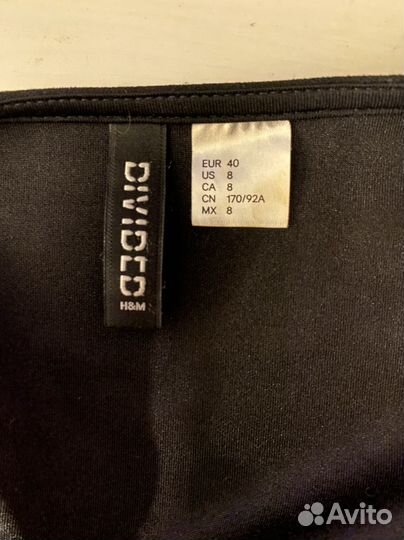 DIVIDED
H&M
EUR 40
US 8
CA 8
CN 170/92A
MX 8
Avito